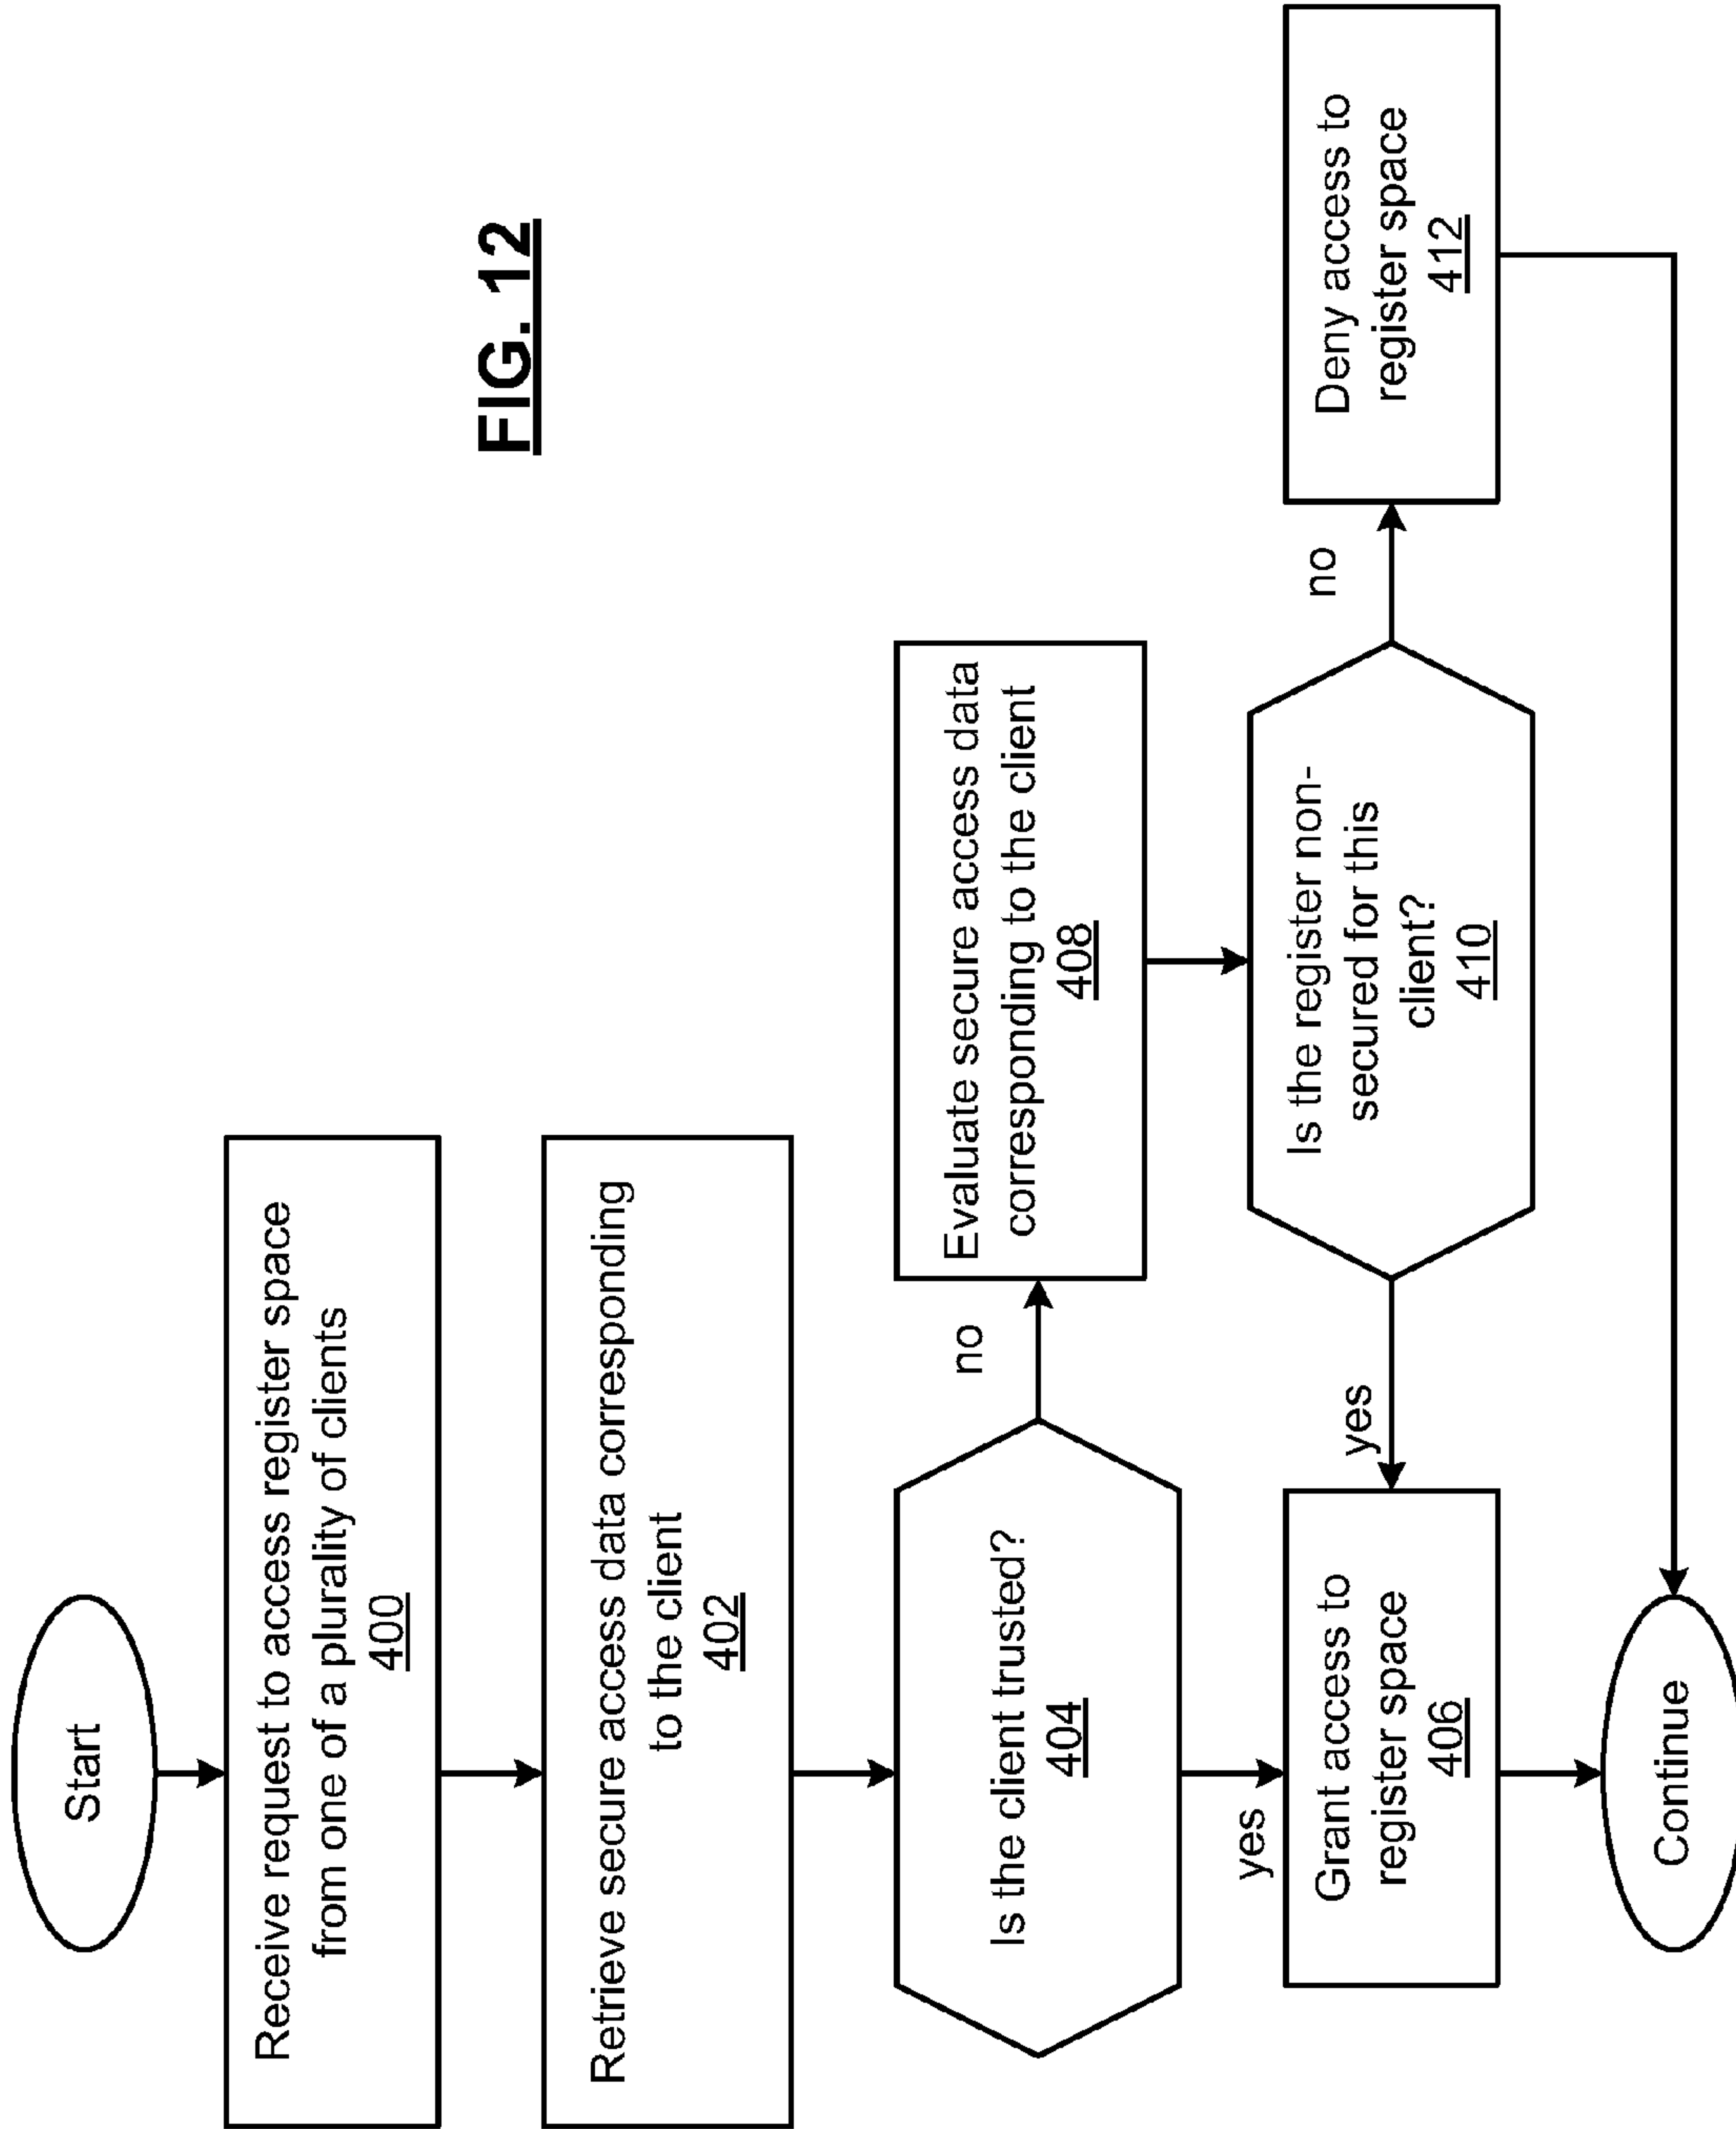 Start
Receive request to access register space
from one of a plurality of clients
400
Retrieve secure access data corresponding
to the client
402
Is the client trusted?
404
no
yes
Evaluate secure access data
corresponding to the client
408
Is the register non-
secured for this
client?
410
yes
no
Grant access to
register space
406
Deny access to
register space
412
Continue
FIG. 12